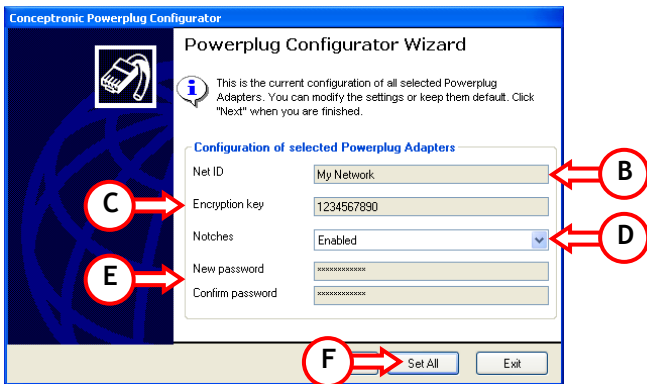 Conceptronic Powerplug Configurator
Powerplug Configurator Wizard
This is the current configuration of all selected Powerplug
Adapters. You can modify the settings or keep them default. Click
"Next" when you are finished.
Configuration of selected Powerplug Adapters
Net ID
My Network
B
C
Encryption key
1234567890
Notches
Enabled
D
E
New password
xxxxxxxxxxxx
Confirm password
xxxxxxxxxxxx
F
Set All
Exit